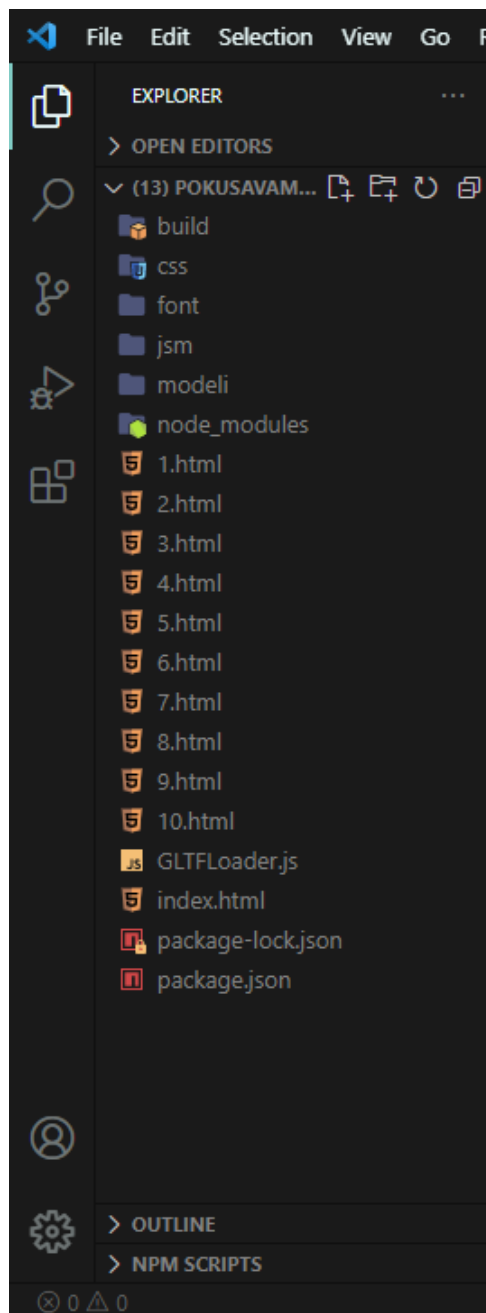 File Edit Selection View Go
EXPLORER
OPEN EDITORS
(13) POKUSAVAM...
build
css
font
jsm
modeli
node_modules
1.html
2.html
3.html
4.html
5.html
6.html
7.html
8.html
9.html
10.html
JS GLTFLoader.js
index.html
package-lock.json
package.json
OUTLINE
NPM SCRIPTS
0 0